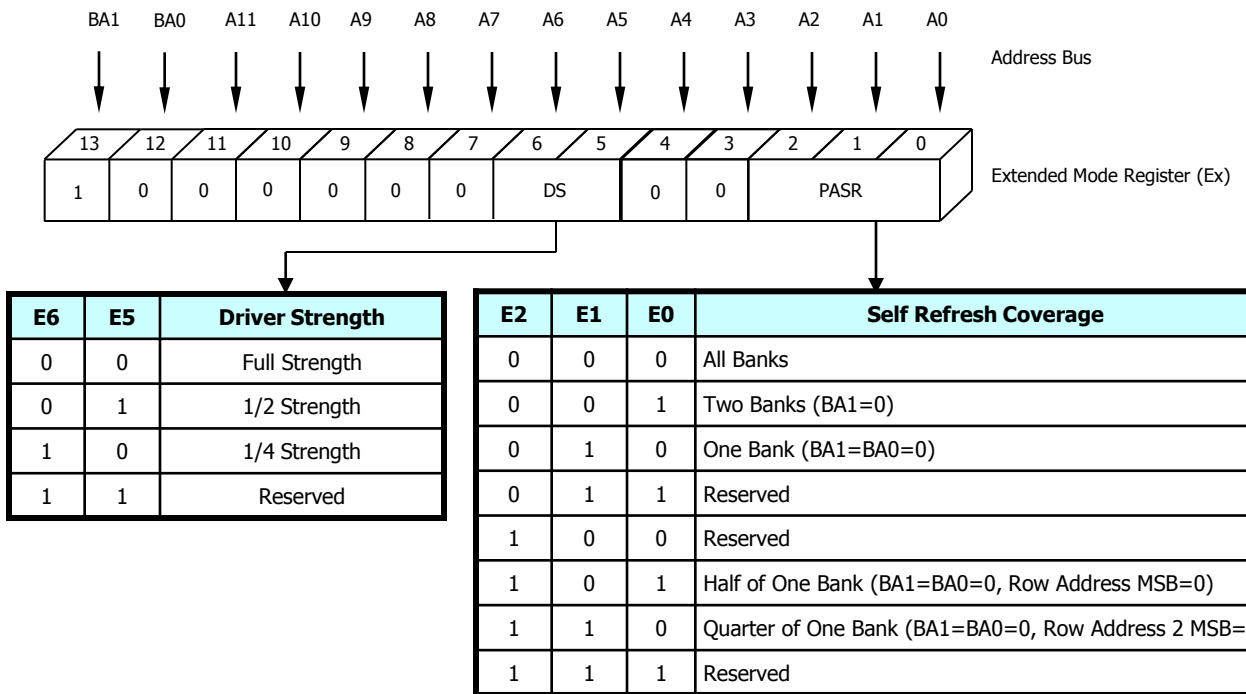 BA1 BA0 A11 A10 A9 A8 A7 A6 A5 A4 A3 A2 A1 A0
Address Bus
13 12 11 10 9 8 7 6 5 4 3 2 1 0
1 0 0 0 0 0 0 DS 0 0 PASR
Extended Mode Register (Ex)
E6 E5 Driver Strength
0 0 Full Strength
0 1 1/2 Strength
1 0 1/4 Strength
1 1 Reserved
E2 E1 E0 Self Refresh Coverage
0 0 0 All Banks
0 0 1 Two Banks (BA1=0)
0 1 0 One Bank (BA1=BA0=0)
0 1 1 Reserved
1 0 0 Reserved
1 0 1 Half of One Bank (BA1=BA0=0, Row Address MSB=0)
1 1 0 Quarter of One Bank (BA1=BA0=0, Row Address 2 MSB=
1 1 1 Reserved